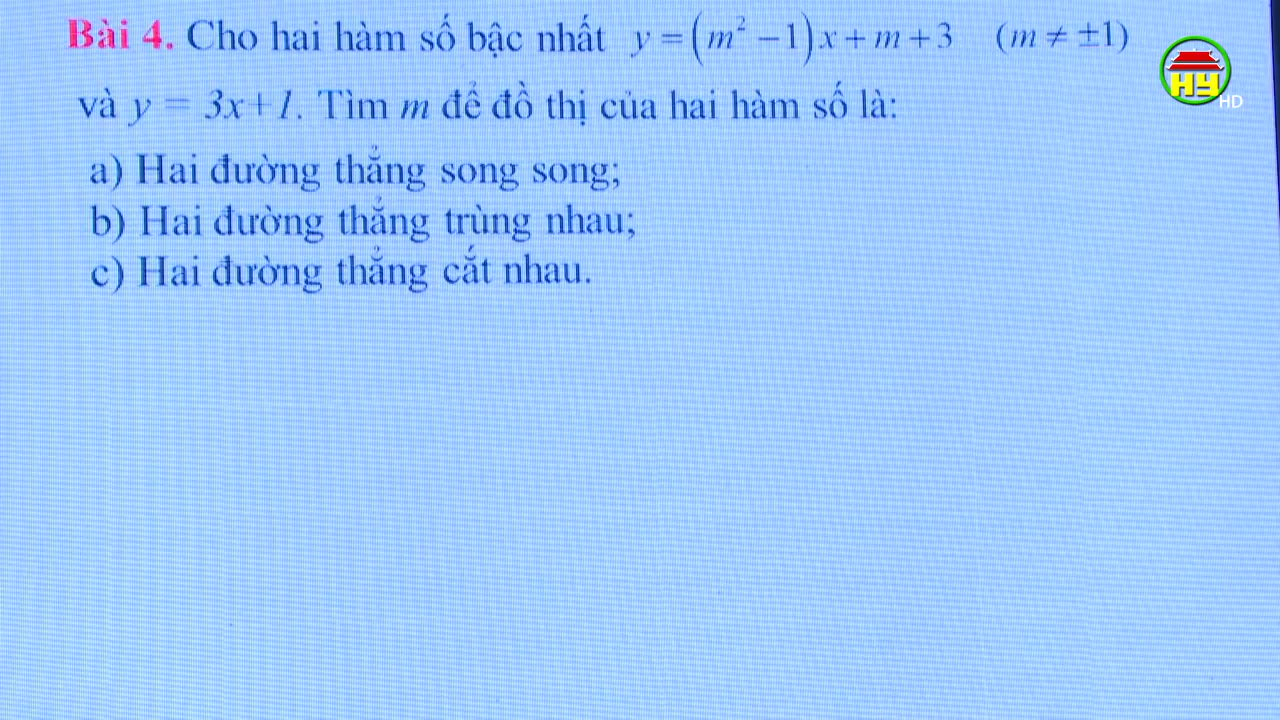 Bài 4. Cho hai hàm số bậc nhất y = (m² − 1)x + m + 3 (m ≠ ±1)
và y = 3x+1. Tìm m để đồ thị của hai hàm số là:
a) Hai đường thẳng song song;
b) Hai đường thẳng trùng nhau;
c) Hai đường thẳng cắt nhau.
HY
HD